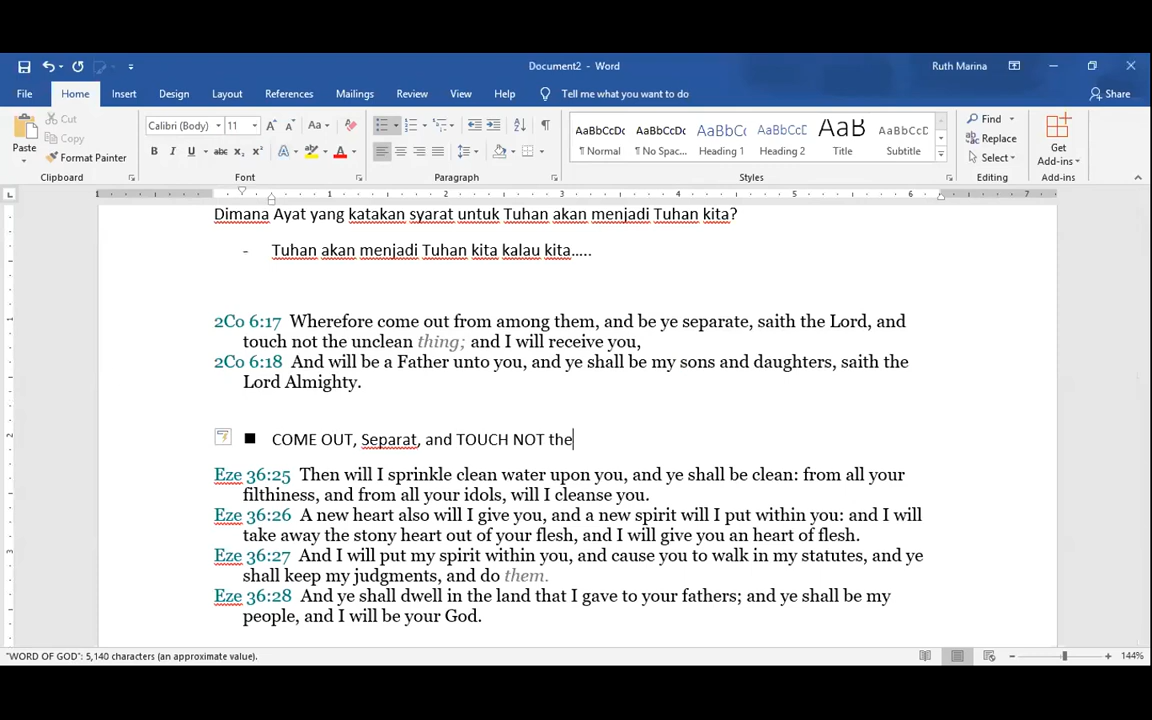 Document2 - Word
Ruth Marina
File Home Insert Design Layout References Mailings Review View Help Tell me what you want to do Share
Paste
Cut
Copy
Format Painter
Clipboard
Calibri (Body) 11 A A Aa
B I U abc x₂ x² A A
Font
Paragraph
AaBbCcDc AaBbCcDc AaBbCc AaBbCcD AaB AaBbCcD
¶ Normal ¶ No Spac... Heading 1 Heading 2 Title Subtitle
Styles
Find
Replace
Select
Editing
Get Add-ins
Add-ins
1 1 2 3 4 5 6 7
Dimana Ayat yang katakan syarat untuk Tuhan akan menjadi Tuhan kita?
- Tuhan akan menjadi Tuhan kita kalau kita.....
2Co 6:17 Wherefore come out from among them, and be ye separate, saith the Lord, and
touch not the unclean thing; and I will receive you,
2Co 6:18 And will be a Father unto you, and ye shall be my sons and daughters, saith the
Lord Almighty.
■ COME OUT, Separat, and TOUCH NOT the
Eze 36:25 Then will I sprinkle clean water upon you, and ye shall be clean: from all your
filthiness, and from all your idols, will I cleanse you.
Eze 36:26 A new heart also will I give you, and a new spirit will I put within you: and I will
take away the stony heart out of your flesh, and I will give you an heart of flesh.
Eze 36:27 And I will put my spirit within you, and cause you to walk in my statutes, and ye
shall keep my judgments, and do them.
Eze 36:28 And ye shall dwell in the land that I gave to your fathers; and ye shall be my
people, and I will be your God.
"WORD OF GOD": 5,140 characters (an approximate value).
144%